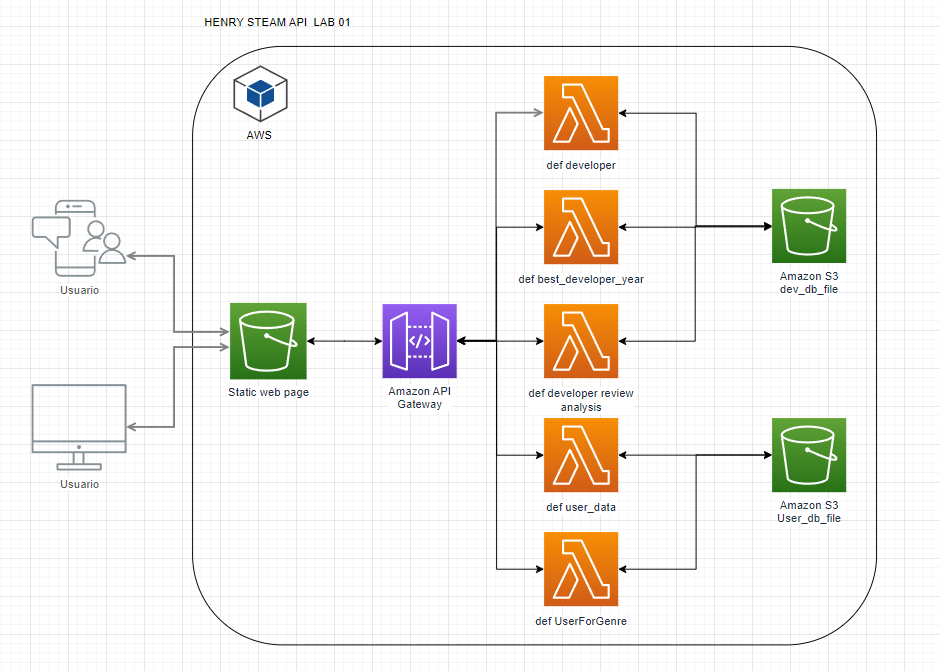 HENRY STEAM API LAB 01
AWS
def developer
def best_developer_year
Amazon S3
dev_db_file
Usuario
Static web page
Amazon API
Gateway
</>
def developer review
analysis
Usuario
def user_data
Amazon S3
User_db_file
def UserForGenre